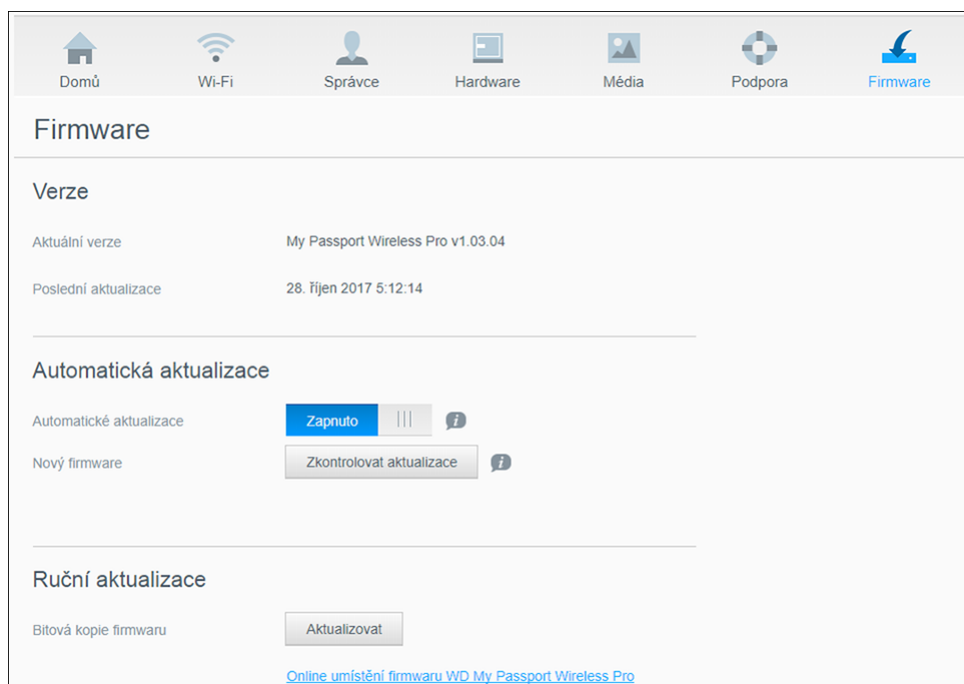 Domů Wi-Fi Správce Hardware Média Podpora Firmware
Firmware
Verze
Aktuální verze My Passport Wireless Pro v1.03.04
Poslední aktualizace 28. říjen 2017 5:12:14
Automatická aktualizace
Automatické aktualizace Zapnuto
Nový firmware Zkontrolovat aktualizace
Ruční aktualizace
Bitová kopie firmwaru Aktualizovat
Online umístění firmwaru WD My Passport Wireless Pro